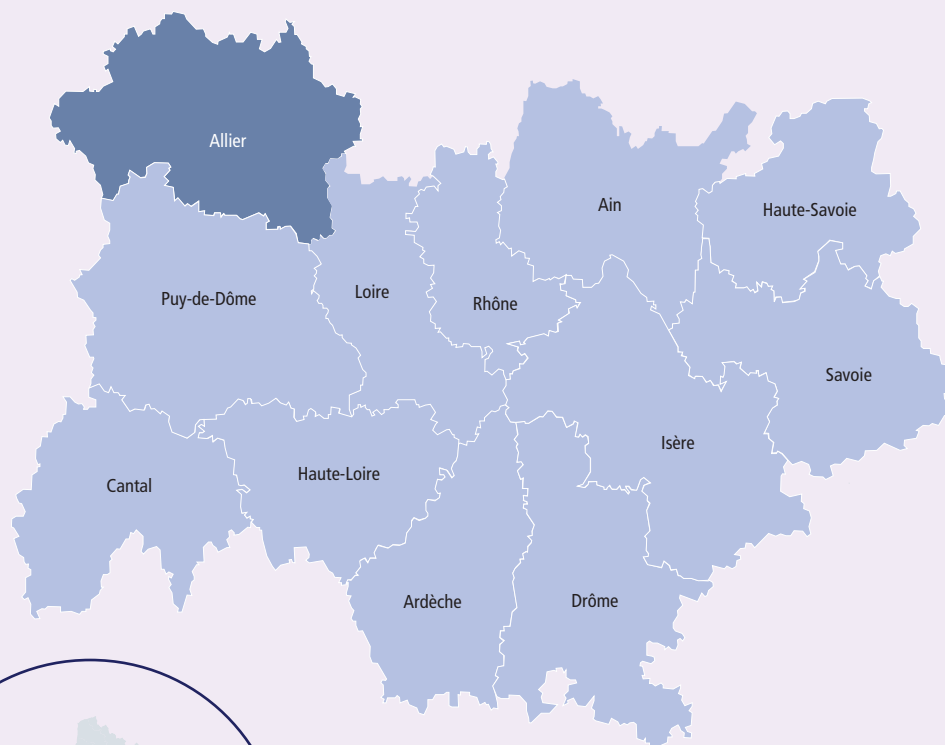 Allier
Ain
Haute-Savoie
Puy-de-Dôme
Loire
Rhône
Savoie
Isère
Haute-Loire
Cantal
Ardèche
Drôme